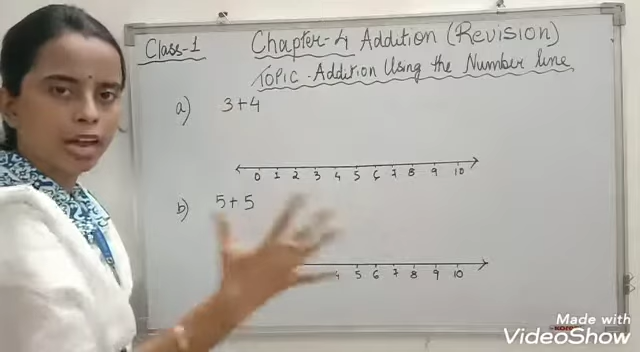 Class-1
Chapter-4 Addition (Revision)
TOPIC - Addition Using the Number line
a) 3+4
0 1 2 3 4 5 6 7 8 9 10
b) 5+5
4 5 6 7 8 9 10
Made with
VideoShow